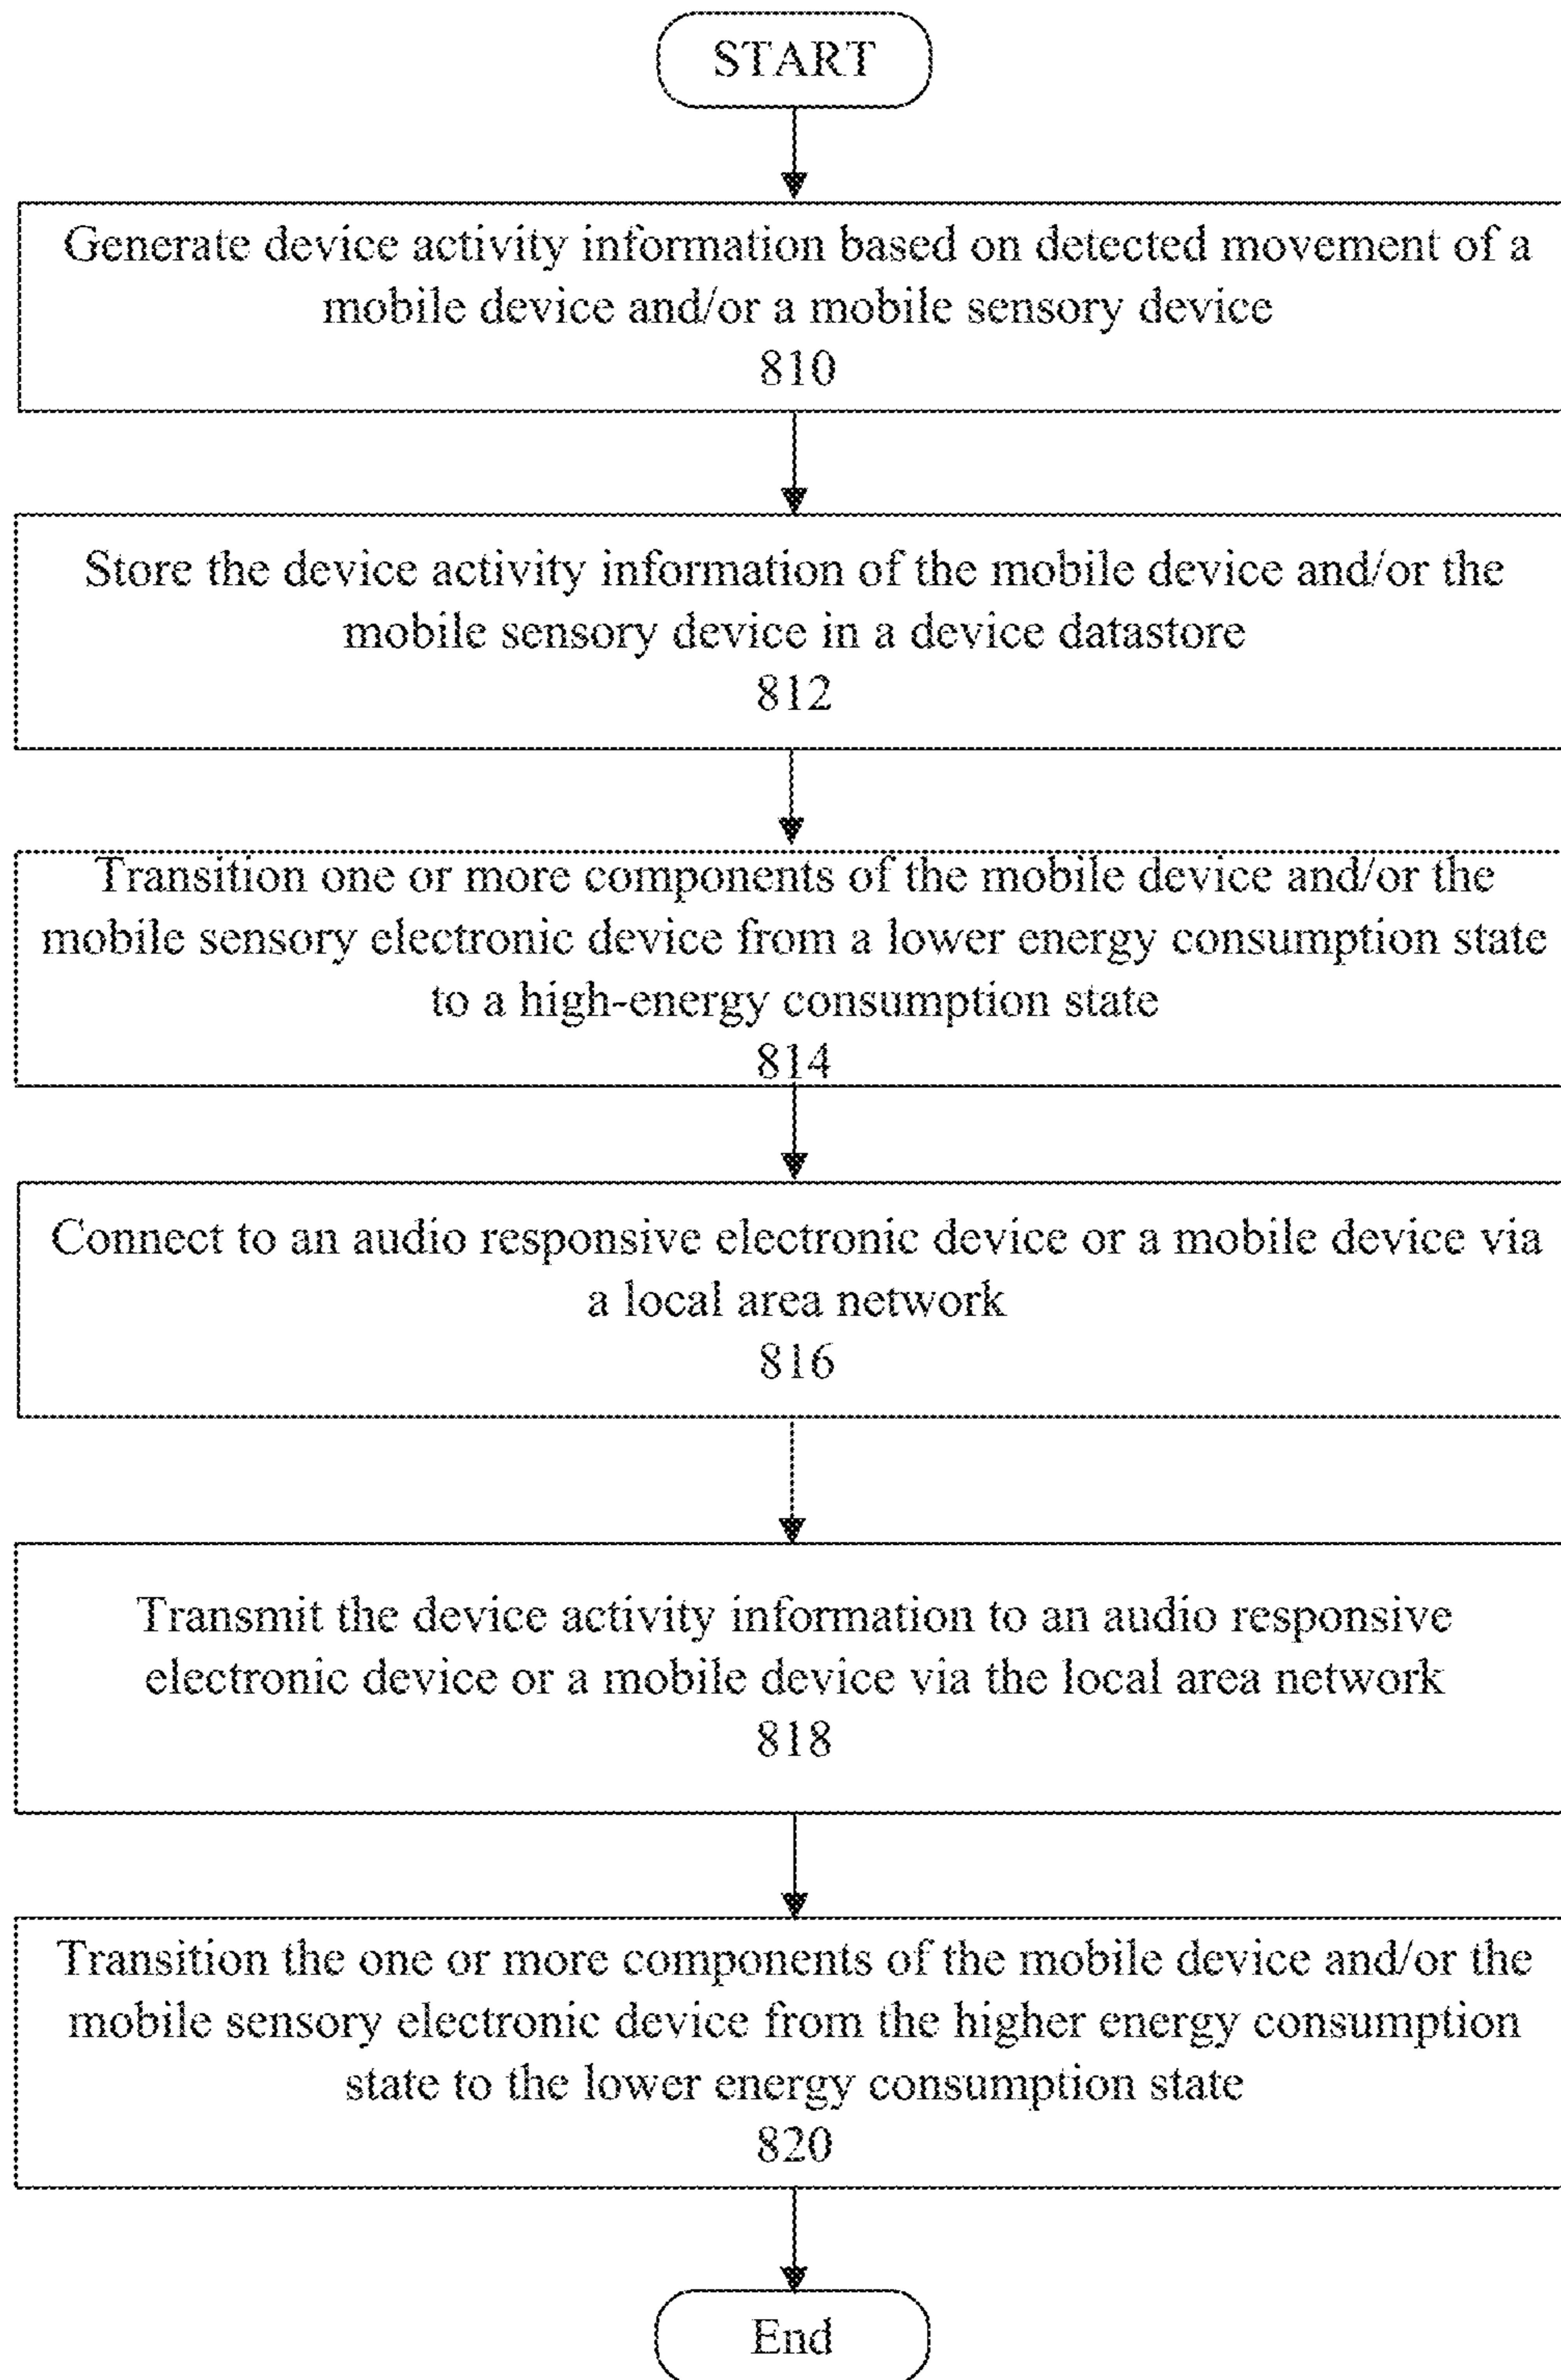 START
Generate device activity information based on detected movement of a
mobile device and/or a mobile sensory device
810
Store the device activity information of the mobile device and/or the
mobile sensory device in a device datastore
812
Transition one or more components of the mobile device and/or the
mobile sensory electronic device from a lower energy consumption state
to a high-energy consumption state
814
Connect to an audio responsive electronic device or a mobile device via
a local area network
816
Transmit the device activity information to an audio responsive
electronic device or a mobile device via the local area network
818
Transition the one or more components of the mobile device and/or the
mobile sensory electronic device from the higher energy consumption
state to the lower energy consumption state
820
End